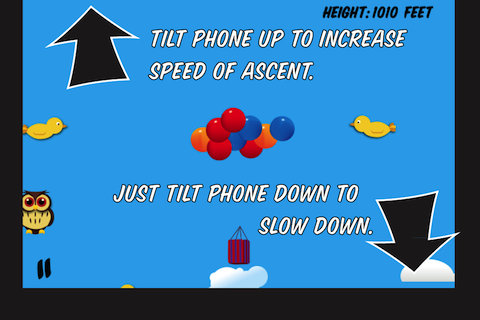 HEIGHT: 1010 FEET
TILT PHONE UP TO INCREASE
SPEED OF ASCENT.
JUST TILT PHONE DOWN TO
SLOW DOWN.